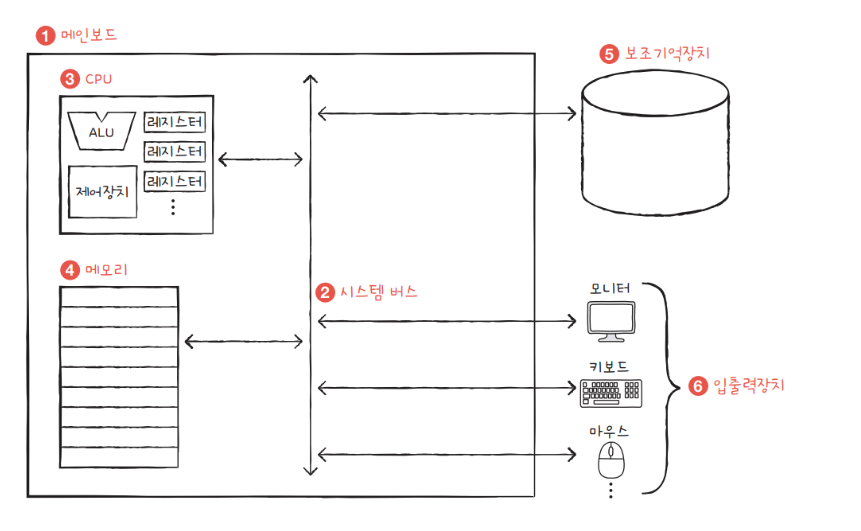 1 메인보드
5 보조기억장치
3 CPU
ALU
레지스터
레지스터
레지스터
제어장치
4 메모리
2 시스템 버스
모니터
키보드
6 입출력장치
마우스